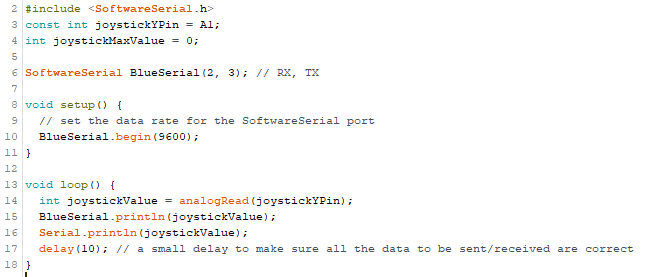 2 #include <SoftwareSerial.h>
3 const int joystickYPin = A1;
4 int joystickMaxValue = 0;
5
6 SoftwareSerial BlueSerial(2, 3); // RX, TX
7
8 void setup() {
9   // set the data rate for the SoftwareSerial port
10   BlueSerial.begin(9600);
11 }
12
13 void loop() {
14   int joystickValue = analogRead(joystickYPin);
15   BlueSerial.println(joystickValue);
16   Serial.println(joystickValue);
17   delay(10); // a small delay to make sure all the data to be sent/received are correct
18 }